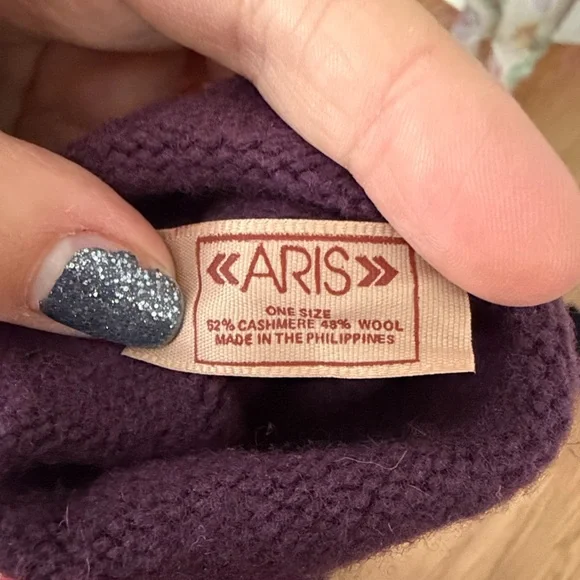 «ARIS»
ONE SIZE
52% CASHMERE 48% WOOL
MADE IN THE PHILIPPINES